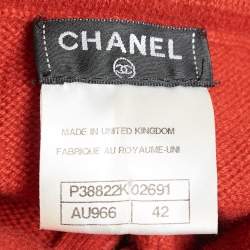 CHANEL
MADE IN UNITED KINGDOM
FABRIQUE AU ROYAUME-UNI
P38822K02691
AU966 42